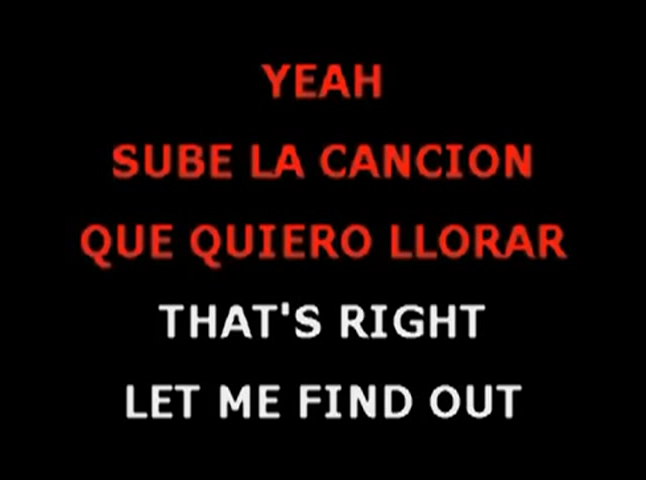 YEAH
SUBE LA CANCION
QUE QUIERO LLORAR
THAT'S RIGHT
LET ME FIND OUT